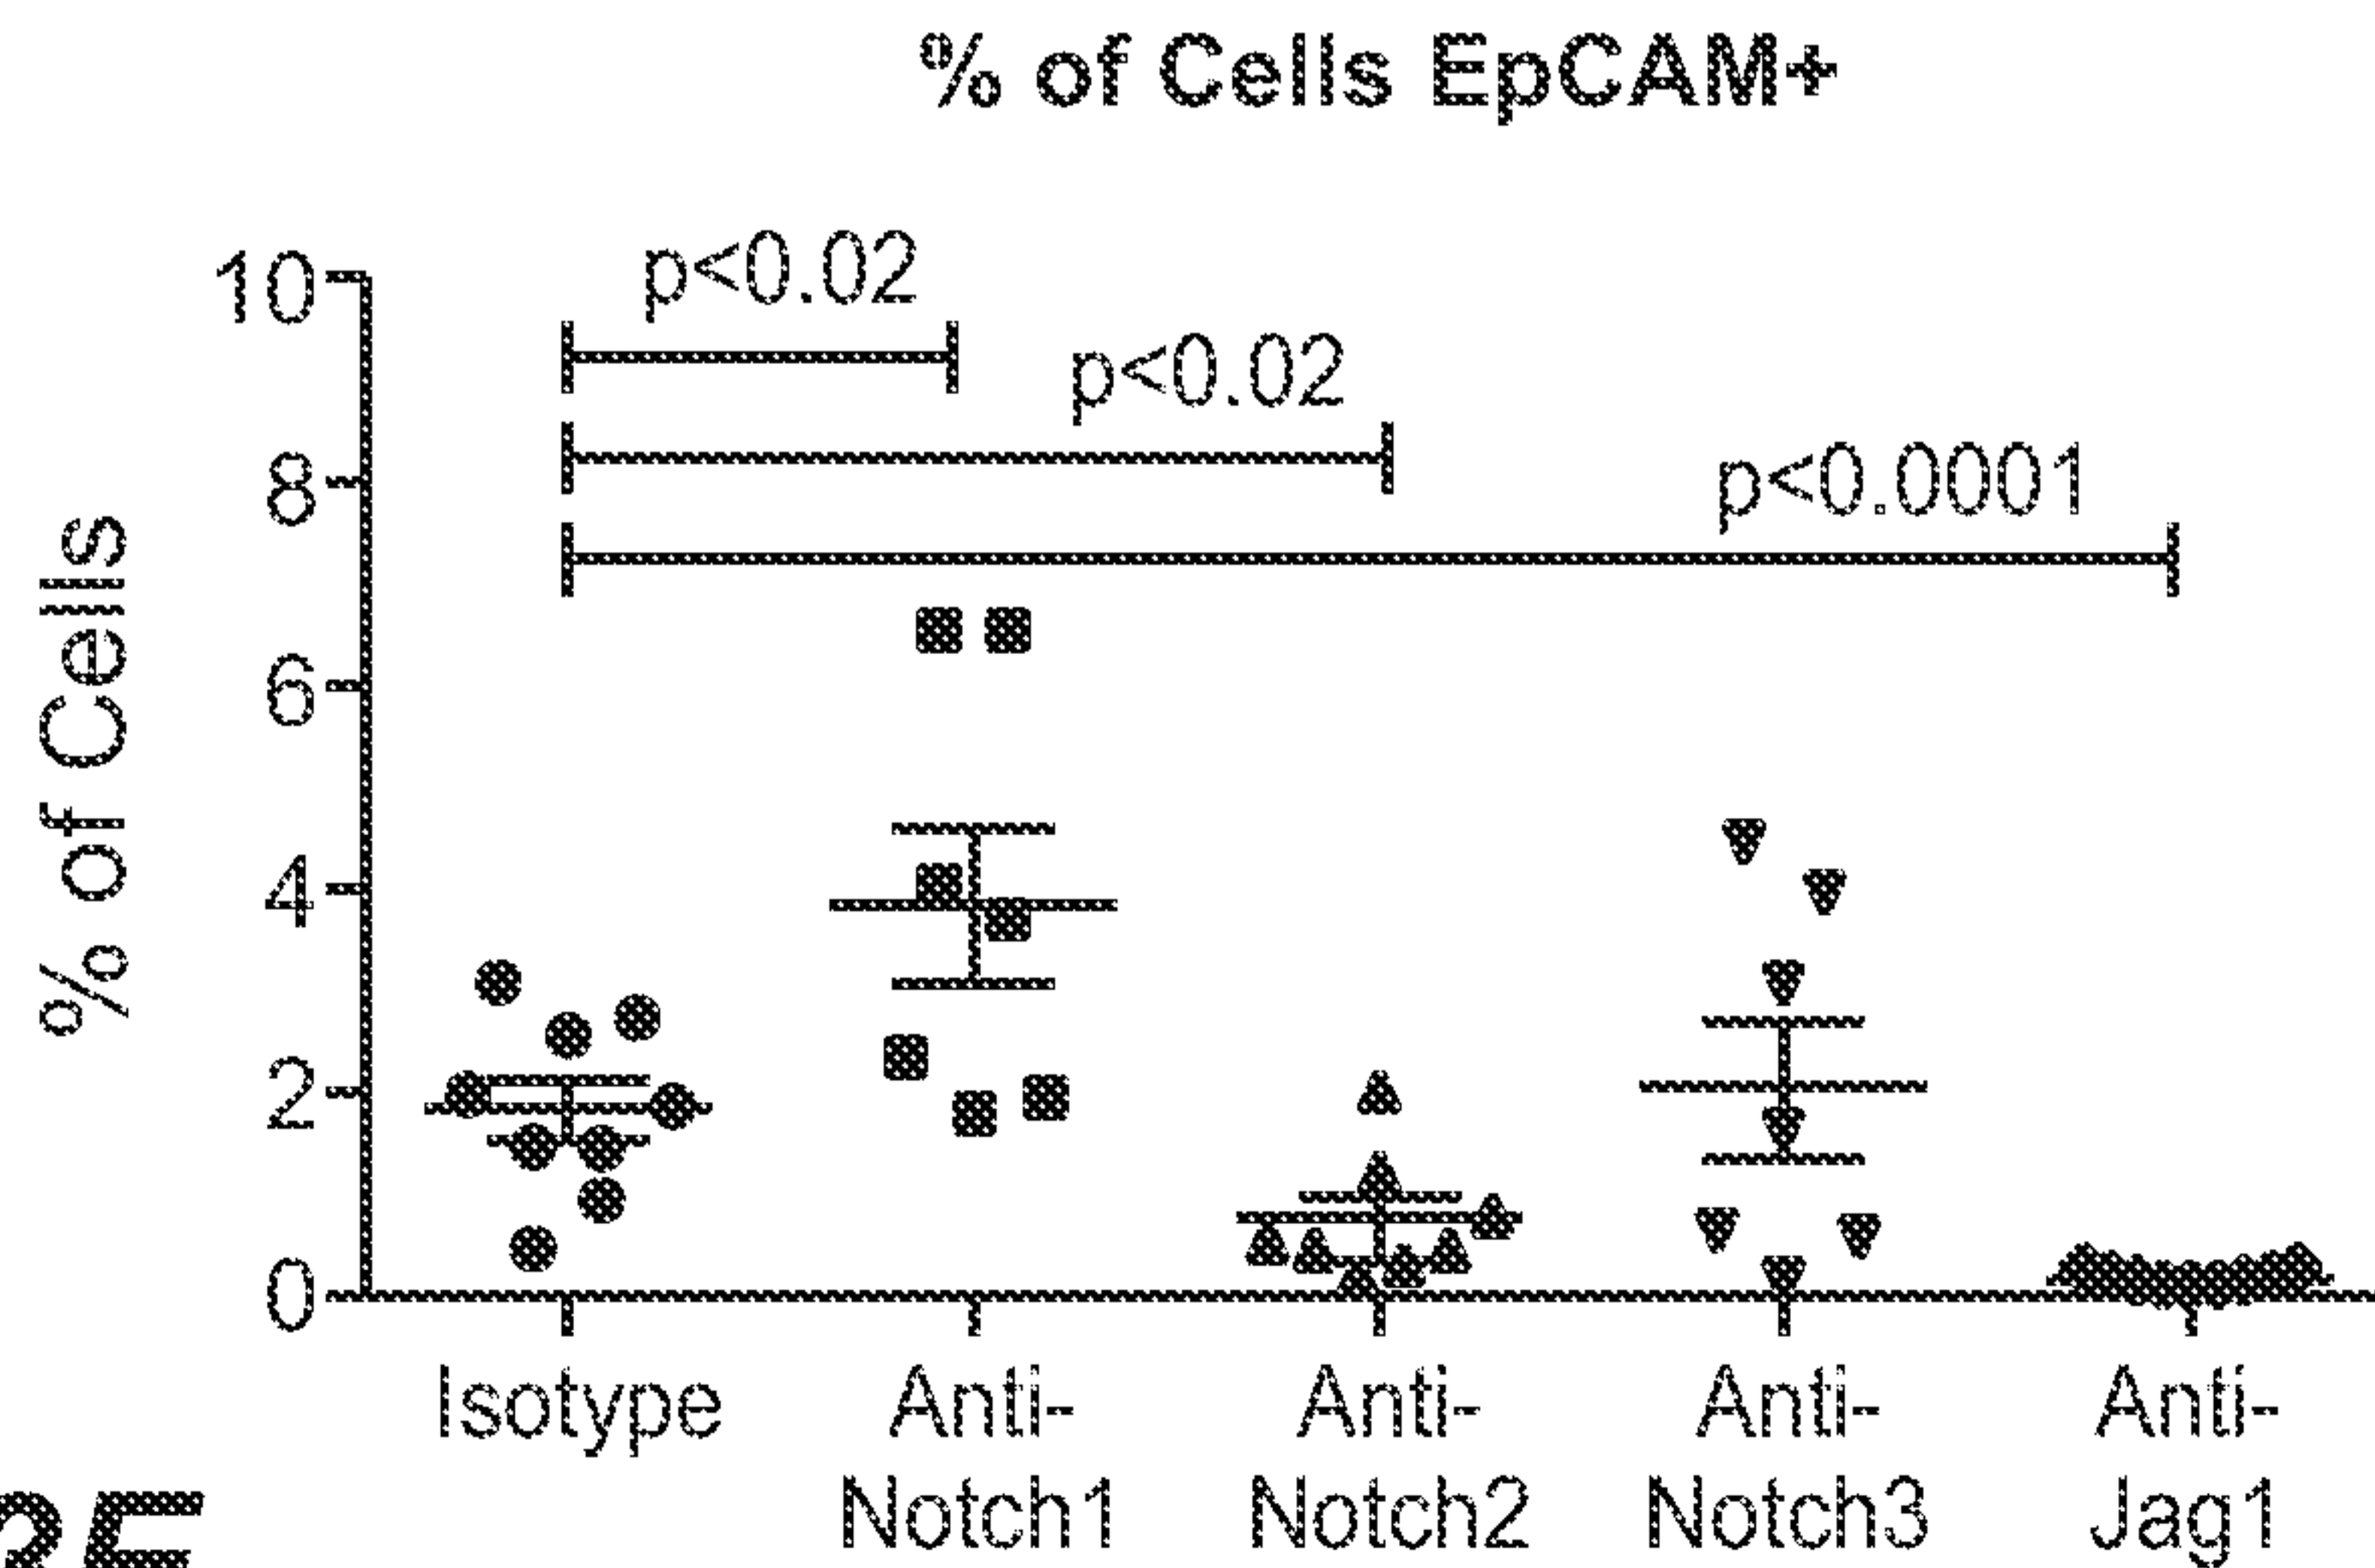 % of Cells EpCAM+
% of Cells
10
8
6
4
2
0
p<0.02
p<0.02
p<0.0001
Isotype
Anti-
Notch1
Anti-
Notch2
Anti-
Notch3
Anti-
Jag1